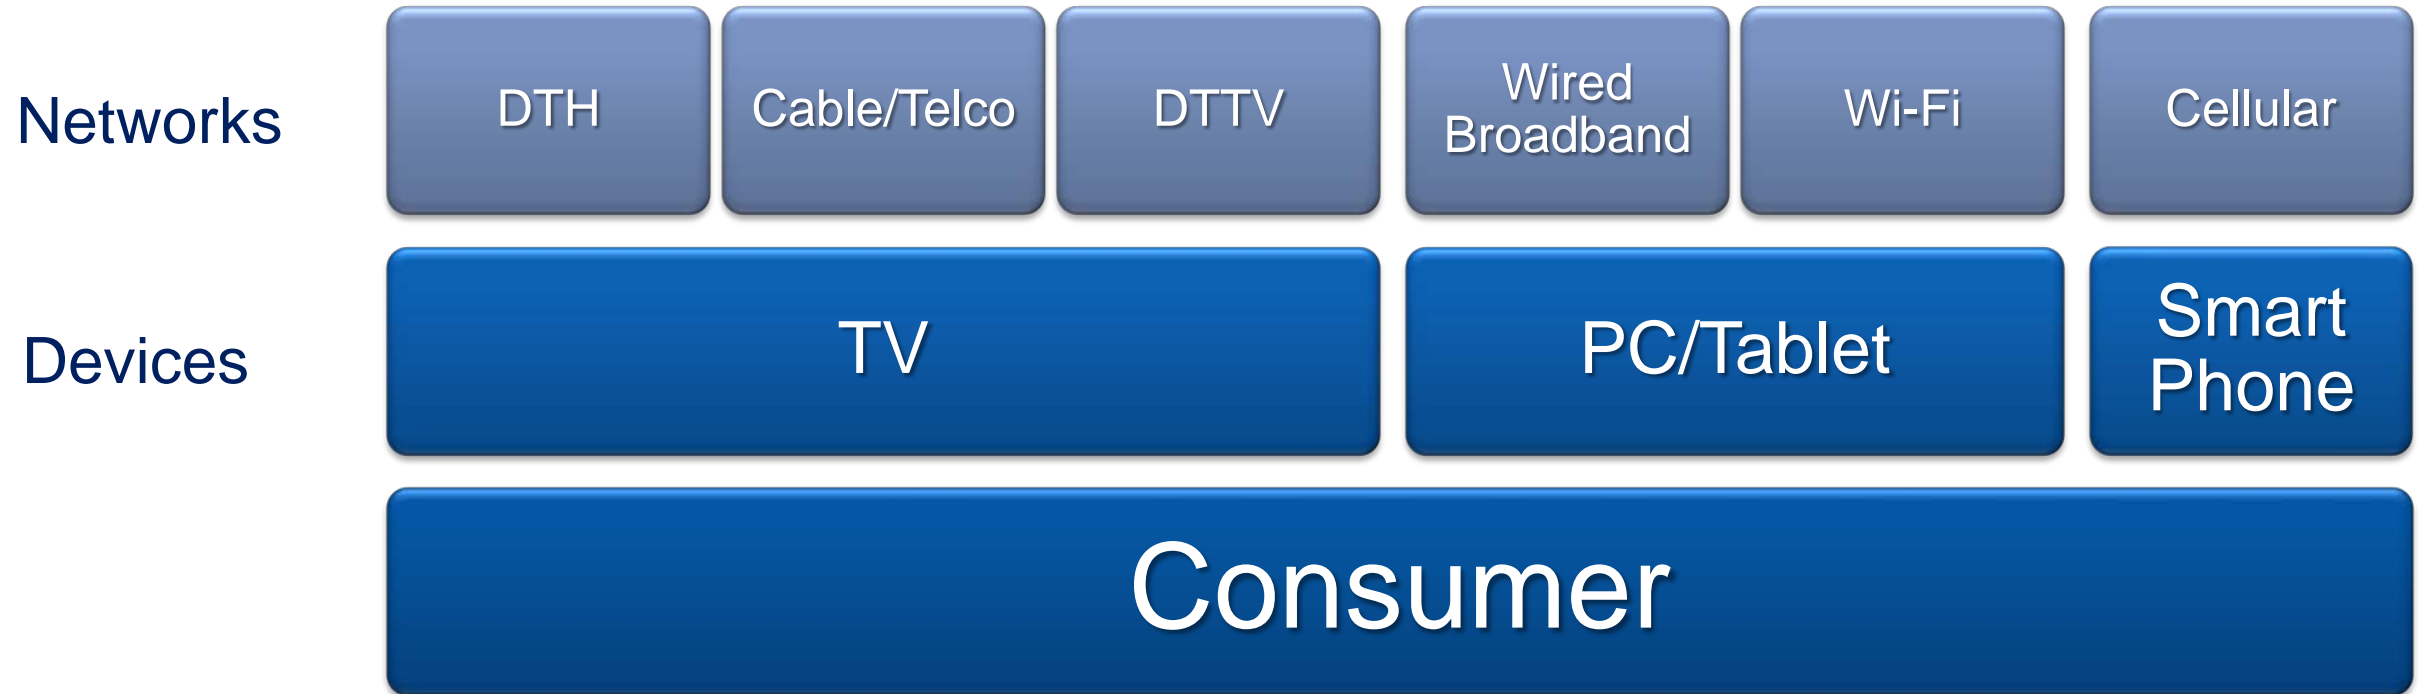 Networks
DTH
Cable/Telco
DTTV
Wired
Broadband
Wi-Fi
Cellular
Devices
TV
PC/Tablet
Smart
Phone
Consumer